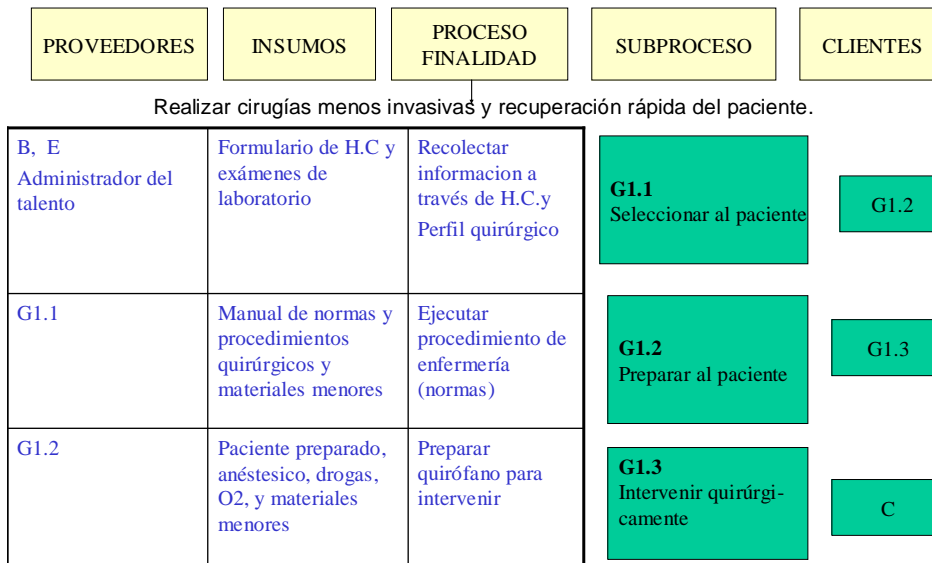 PROVEEDORES
INSUMOS
PROCESO
FINALIDAD
SUBPROCESO
CLIENTES
Realizar cirugías menos invasivas y recuperación rápida del paciente.
B, E
Administrador del
talento
Formulario de H.C y
exámenes de
laboratorio
Recolectar
informacion a
través de H.C.y
Perfil quirúrgico
G1.1
Seleccionar al paciente
G1.2
G1.1
Manual de normas y
procedimientos
quirúrgicos y
materiales menores
Ejecutar
procedimiento de
enfermería
(normas)
G1.2
Preparar al paciente
G1.3
G1.2
Paciente preparado,
anéstesico, drogas,
O2, y materiales
menores
Preparar
quirófano para
intervenir
G1.3
Intervenir quirúrgi-
camente
C